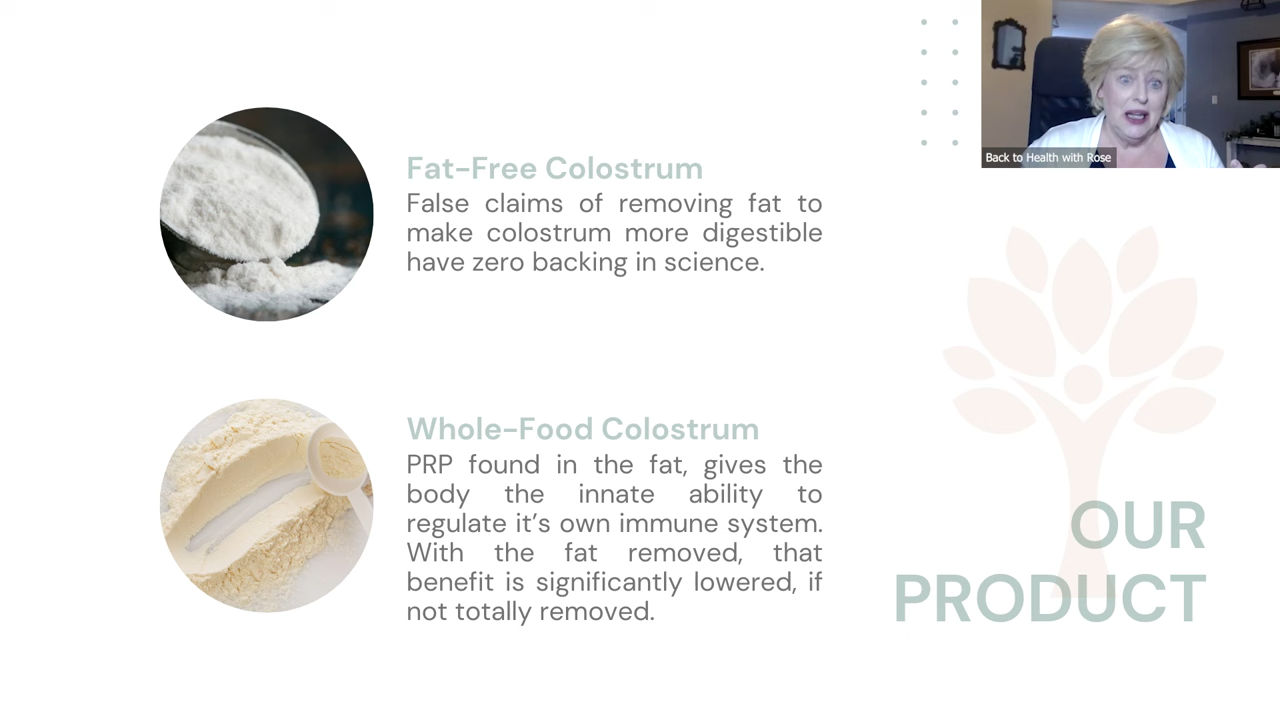 Back to Health with Rose
Fat-Free Colostrum
False claims of removing fat to
make colostrum more digestible
have zero backing in science.
Whole-Food Colostrum
PRP found in the fat, gives the
body the innate ability to
regulate it’s own immune system.
With the fat removed, that
benefit is significantly lowered, if
not totally removed.
OUR
PRODUCT